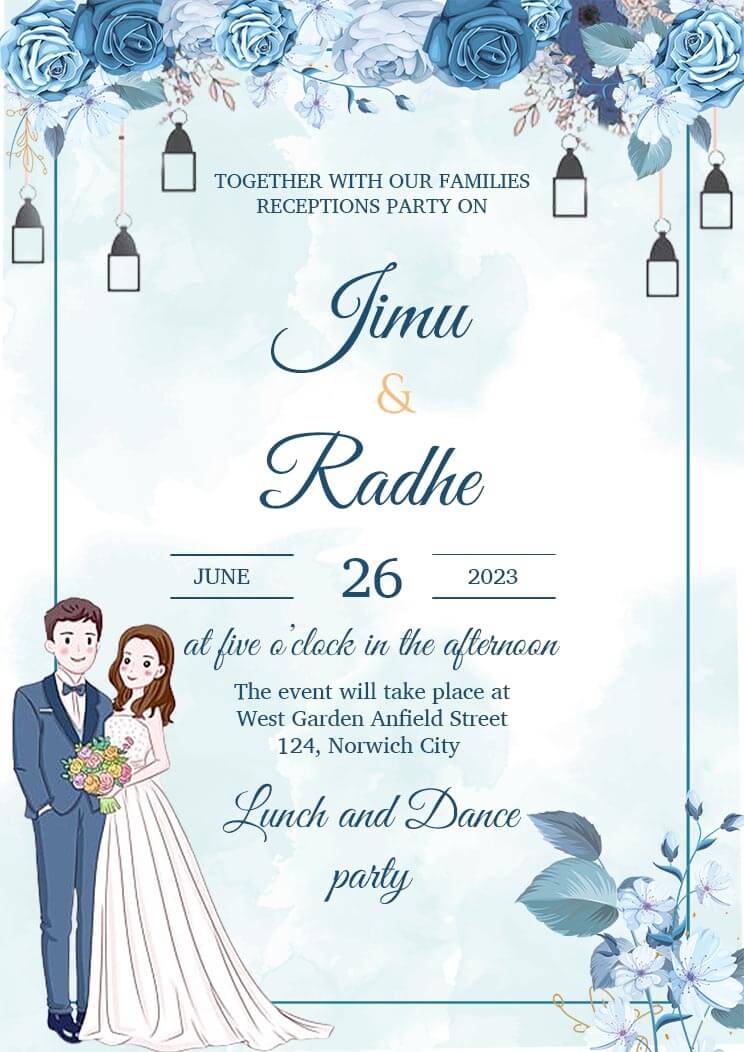 TOGETHER WITH OUR FAMILIES
RECEPTIONS PARTY ON
Jimu
&
Radhe
JUNE 26 2023
at five o'clock in the afternoon
The event will take place at
West Garden Anfield Street
124, Norwich City
Lunch and Dance
party